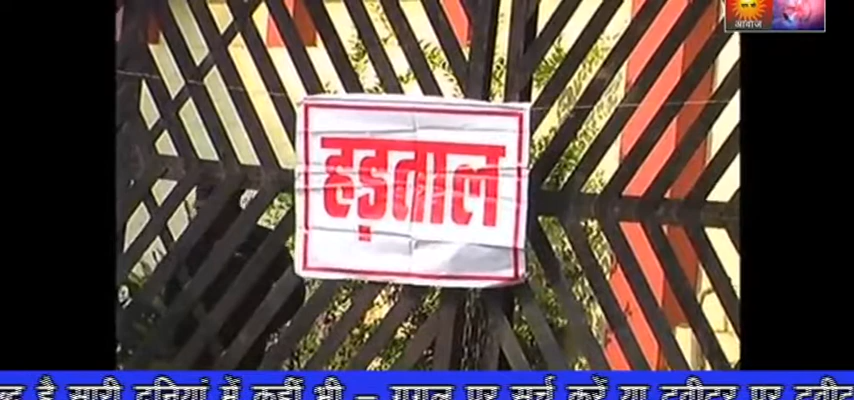 आवाज
हड़ताल
है सारी दुनियां में कहीं भी – गूगल पर सर्च करें या ट्वीटर पर ट्वीट